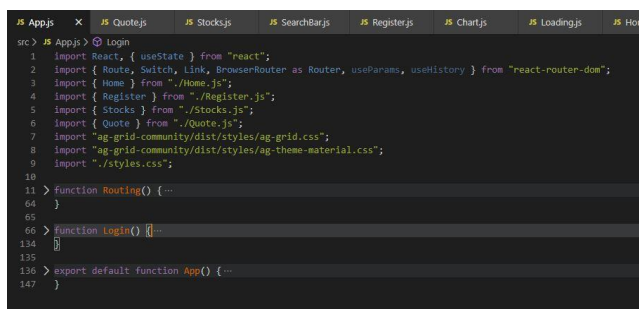 JS App.js X JS Quote.js JS Stocks.js JS SearchBar.js JS Register.js JS Chart.js JS Loading.js JS
src > JS App.js > Login
1 import React, { useState } from "react";
2 import { Route, Switch, Link, BrowserRouter as Router, useParams, useHistory } from "react-router-dom";
3 import { Home } from "./Home.js";
4 import { Register } from "./Register.js";
5 import { Stocks } from "./Stocks.js";
6 import { Quote } from "./Quote.js";
7 import "ag-grid-community/dist/styles/ag-grid.css";
8 import "ag-grid-community/dist/styles/ag-theme-material.css";
9 import "./styles.css";
10
11 > function Routing() { …
64 }
65
66 > function Login() { …
134 }
135
136 > export default function App() { …
147 }